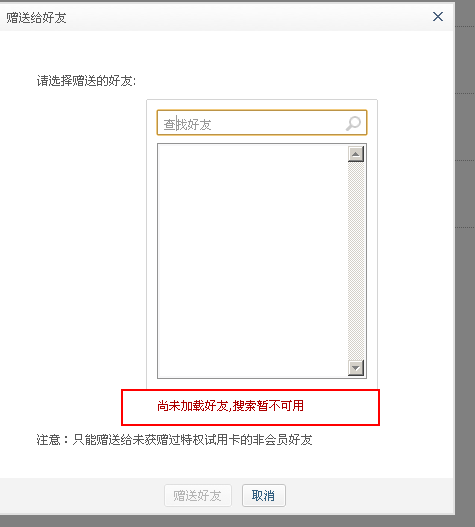 赠送给好友
请选择赠送的好友:
查找好友
尚未加载好友,搜索暂不可用
注意：只能赠送给未获赠过特权试用卡的非会员好友
赠送好友 取消